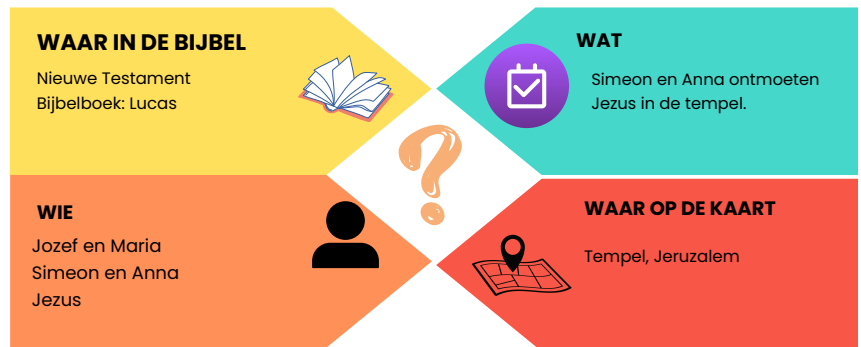 WAAR IN DE BIJBEL
Nieuwe Testament
Bijbelboek: Lucas
WAT
Simeon en Anna ontmoeten
Jezus in de tempel.
WIE
Jozef en Maria
Simeon en Anna
Jezus
WAAR OP DE KAART
Tempel, Jeruzalem
?